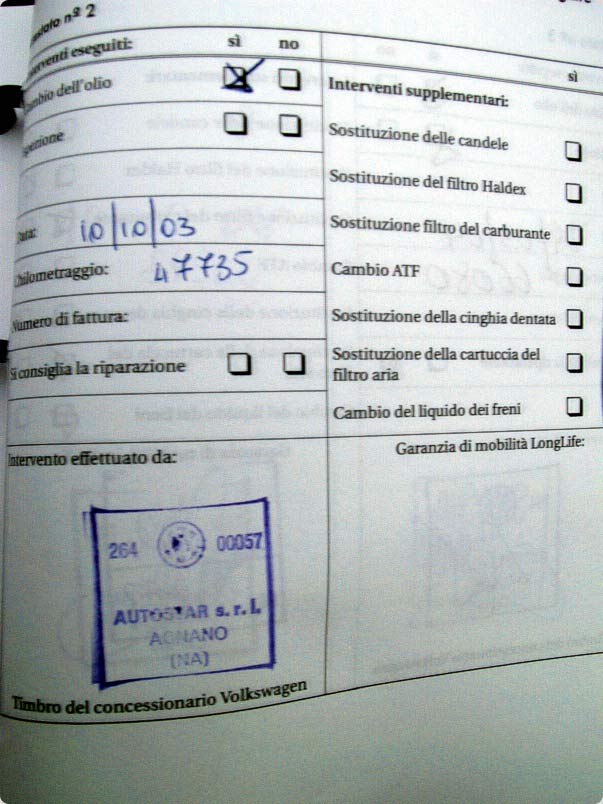 nº 2
eseguiti: sì no
dell'olio
Data: 10/10/03
Chilometraggio: 47735
Numero di fattura:
Si consiglia la riparazione
Intervento effettuato da:
264 00057
AUTOSTAR s.r.l.
AGNANO
(NA)
Timbro del concessionario Volkswagen
sì
Interventi supplementari:
Sostituzione delle candele
Sostituzione del filtro Haldex
Sostituzione filtro del carburante
Cambio ATF
Sostituzione della cinghia dentata
Sostituzione della cartuccia del
filtro aria
Cambio del liquido dei freni
Garanzia di mobilità LongLife: